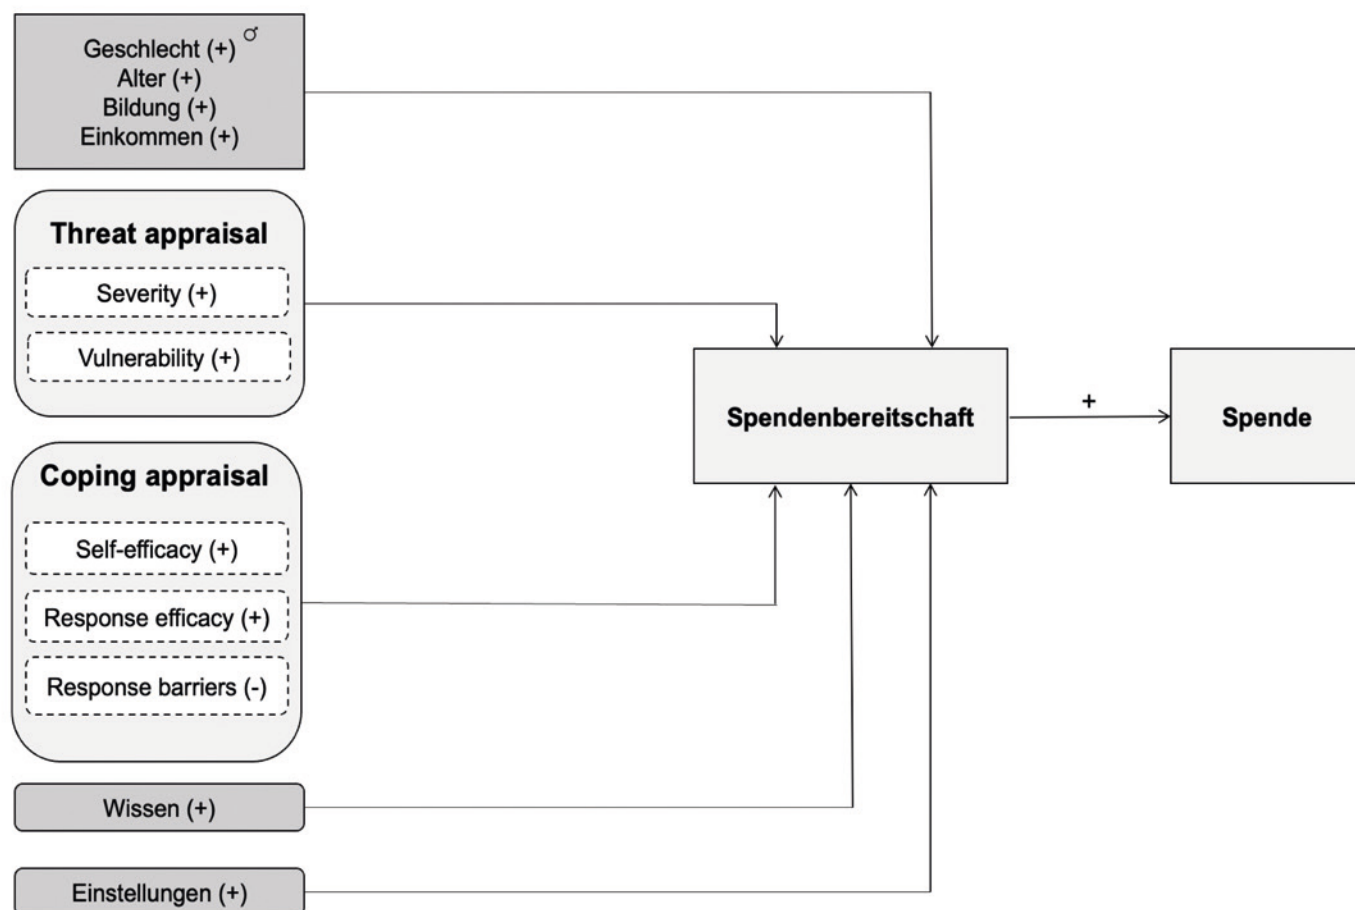 Geschlecht (+) ♂
Alter (+)
Bildung (+)
Einkommen (+)
Threat appraisal
Severity (+)
Vulnerability (+)
Coping appraisal
Self-efficacy (+)
Response efficacy (+)
Response barriers (-)
Wissen (+)
Einstellungen (+)
Spendenbereitschaft
+
Spende